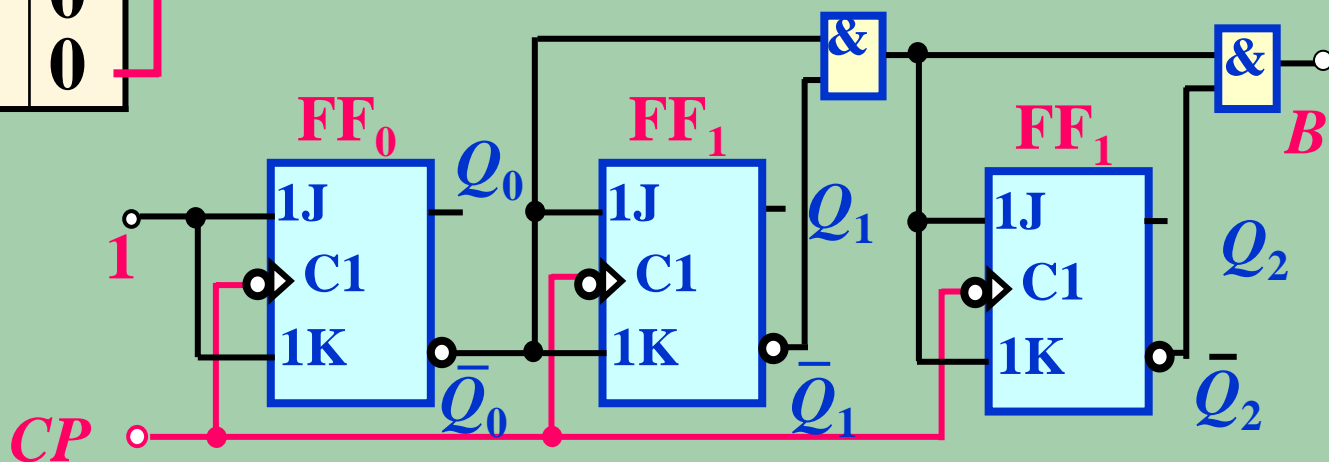 0
0
&
&
B
FF₀
FF₁
FF₁
Q₀
Q₁
Q₂
1
1J
C1
1K
1J
C1
1K
1J
C1
1K
Q̅₀
Q̅₁
Q̅₂
CP